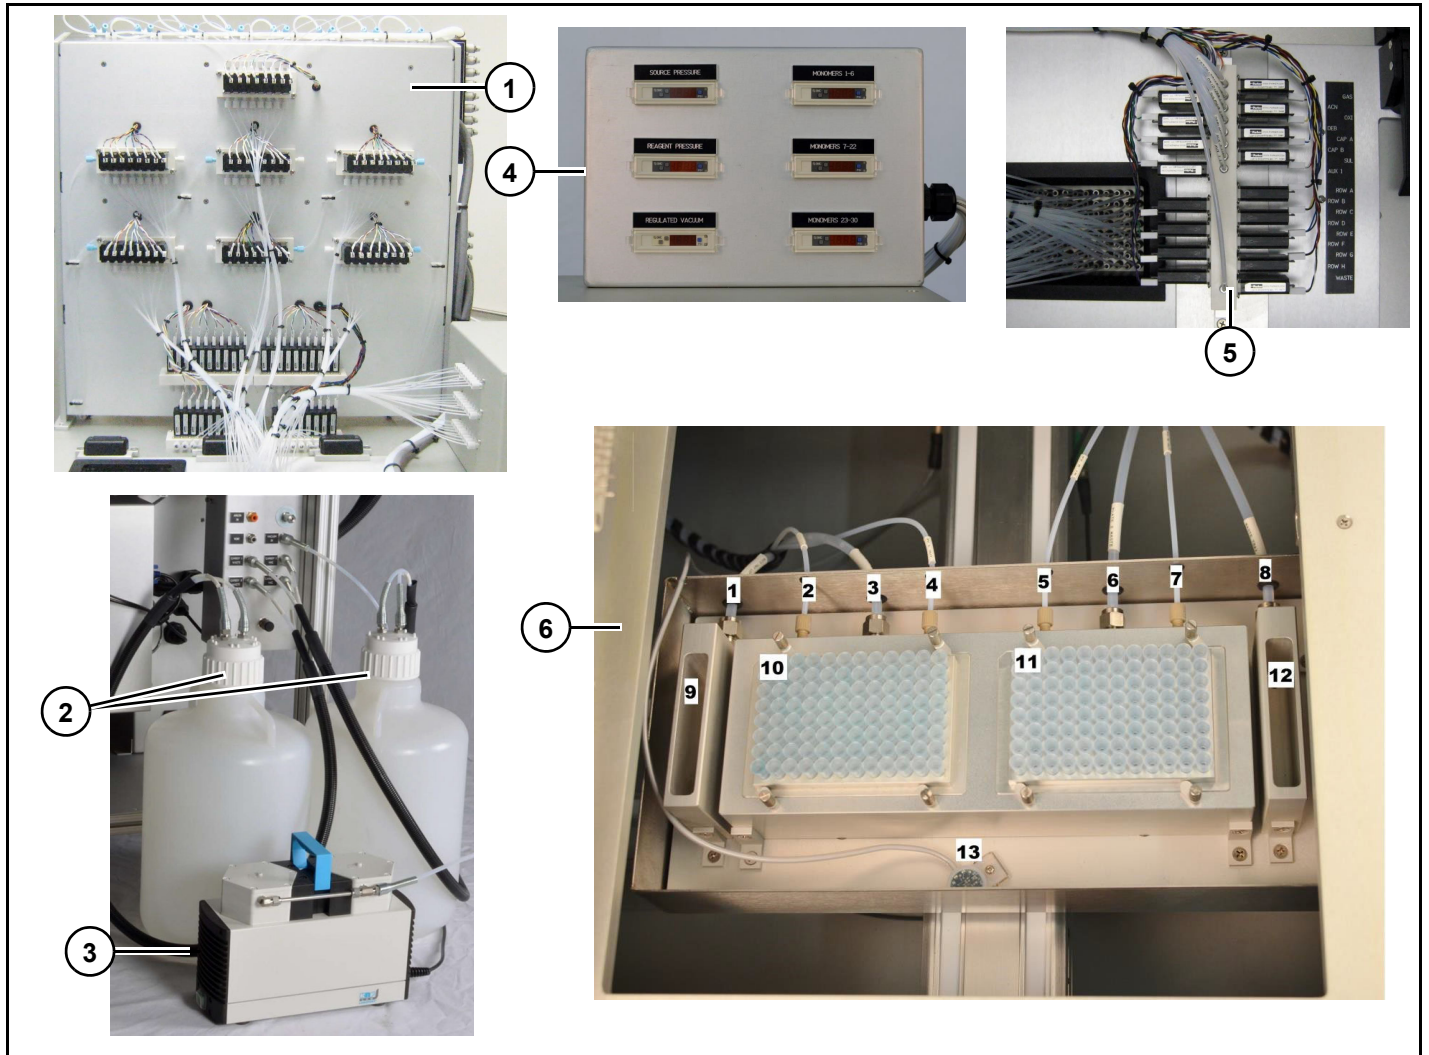 1
SOURCE PRESSURE
MONOMERS 1-6
REAGENT PRESSURE
MONOMERS 7-22
REGULATED VACUUM
MONOMERS 23-30
4
GAS
ACN
OXI
DEB
CAP A
CAP B
SUL
AUX 1
ROW A
ROW B
ROW C
ROW D
ROW E
ROW F
ROW G
ROW H
WASTE
5
2
3
6
1
2
3
4
5
6
7
8
9
10
11
12
13